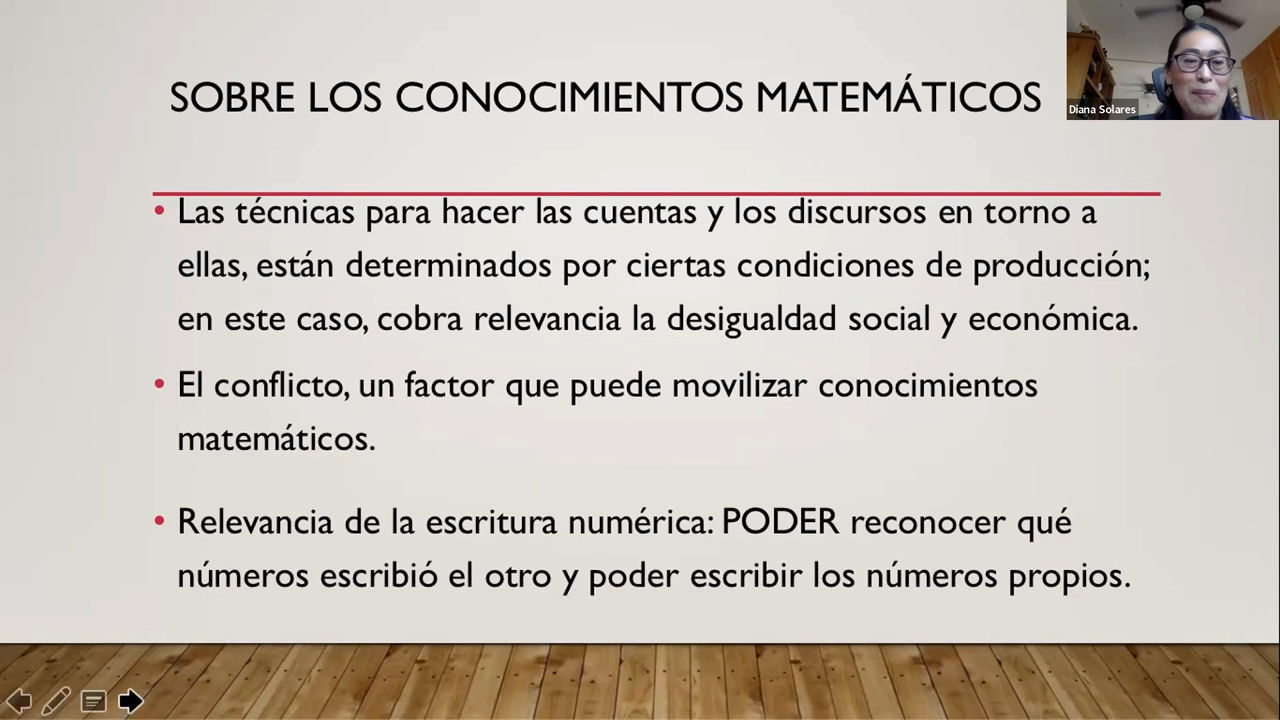 SOBRE LOS CONOCIMIENTOS MATEMÁTICOS
Diana Solares
• Las técnicas para hacer las cuentas y los discursos en torno a
ellas, están determinados por ciertas condiciones de producción;
en este caso, cobra relevancia la desigualdad social y económica.
• El conflicto, un factor que puede movilizar conocimientos
matemáticos.
• Relevancia de la escritura numérica: PODER reconocer qué
números escribió el otro y poder escribir los números propios.